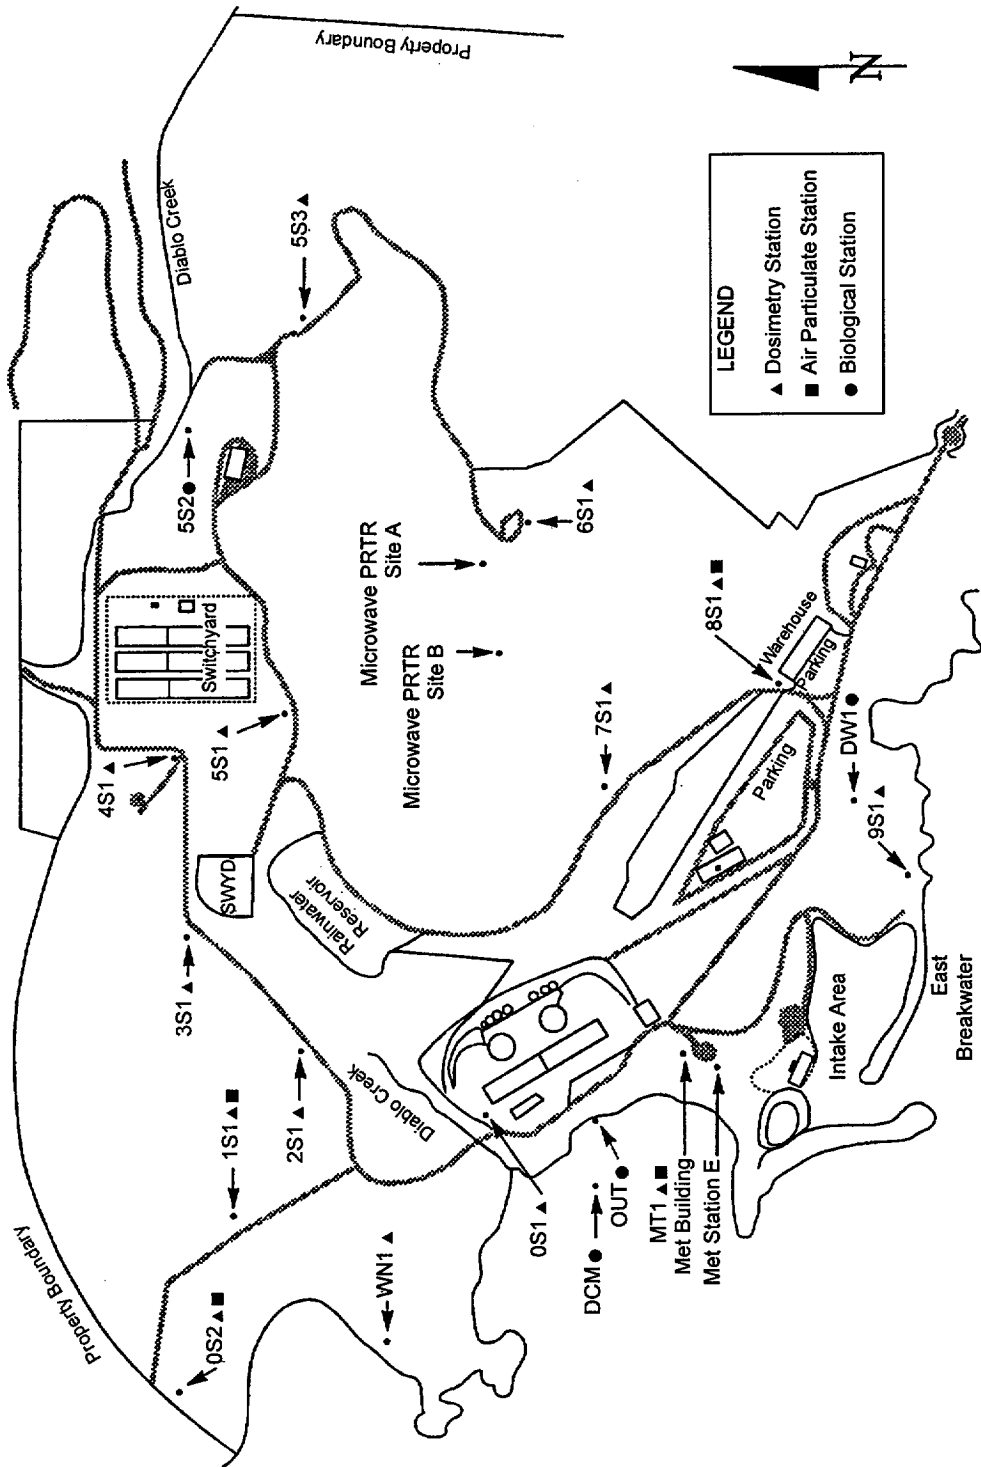 Property Boundary
Property Boundary
Diablo Creek
N
5S3 ▲
5S2 ●
Switchyard
4S1 ▲
5S1 ▲
SWYD
Rainwater
Reservoir
3S1 ▲
2S1 ▲
1S1 ▲ ■
0S2 ▲ ■
WN1 ▲
Diablo Creek
Microwave PRTR
Site A
Microwave PRTR
Site B
6S1 ▲
7S1 ▲
8S1 ▲ ■
Warehouse
Parking
Parking
DW1 ●
9S1 ▲
0S1 ▲
DCM ●
OUT ●
MT1 ▲ ■
Met Building
Met Station E
Intake Area
East
Breakwater
LEGEND
▲ Dosimetry Station
■ Air Particulate Station
● Biological Station